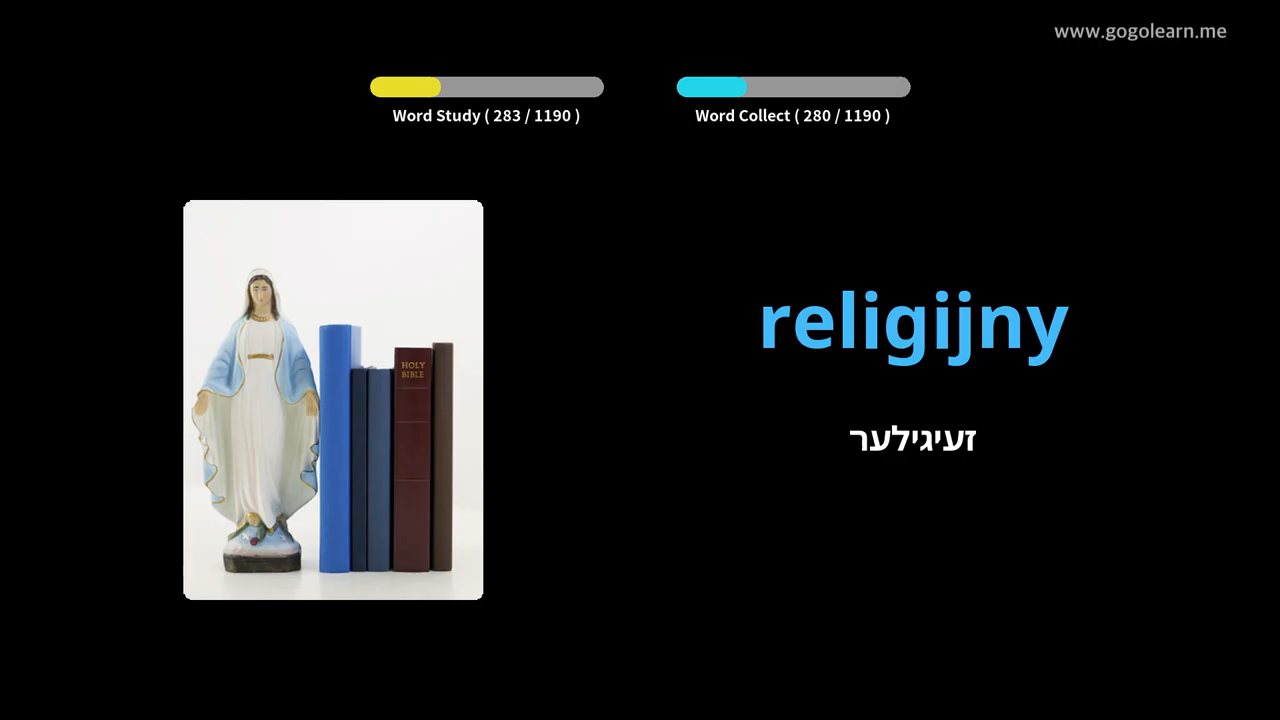 www.gogolearn.me
Word Study ( 283 / 1190 )
Word Collect ( 280 / 1190 )
religijny
זעיגילער
HOLY
BIBLE